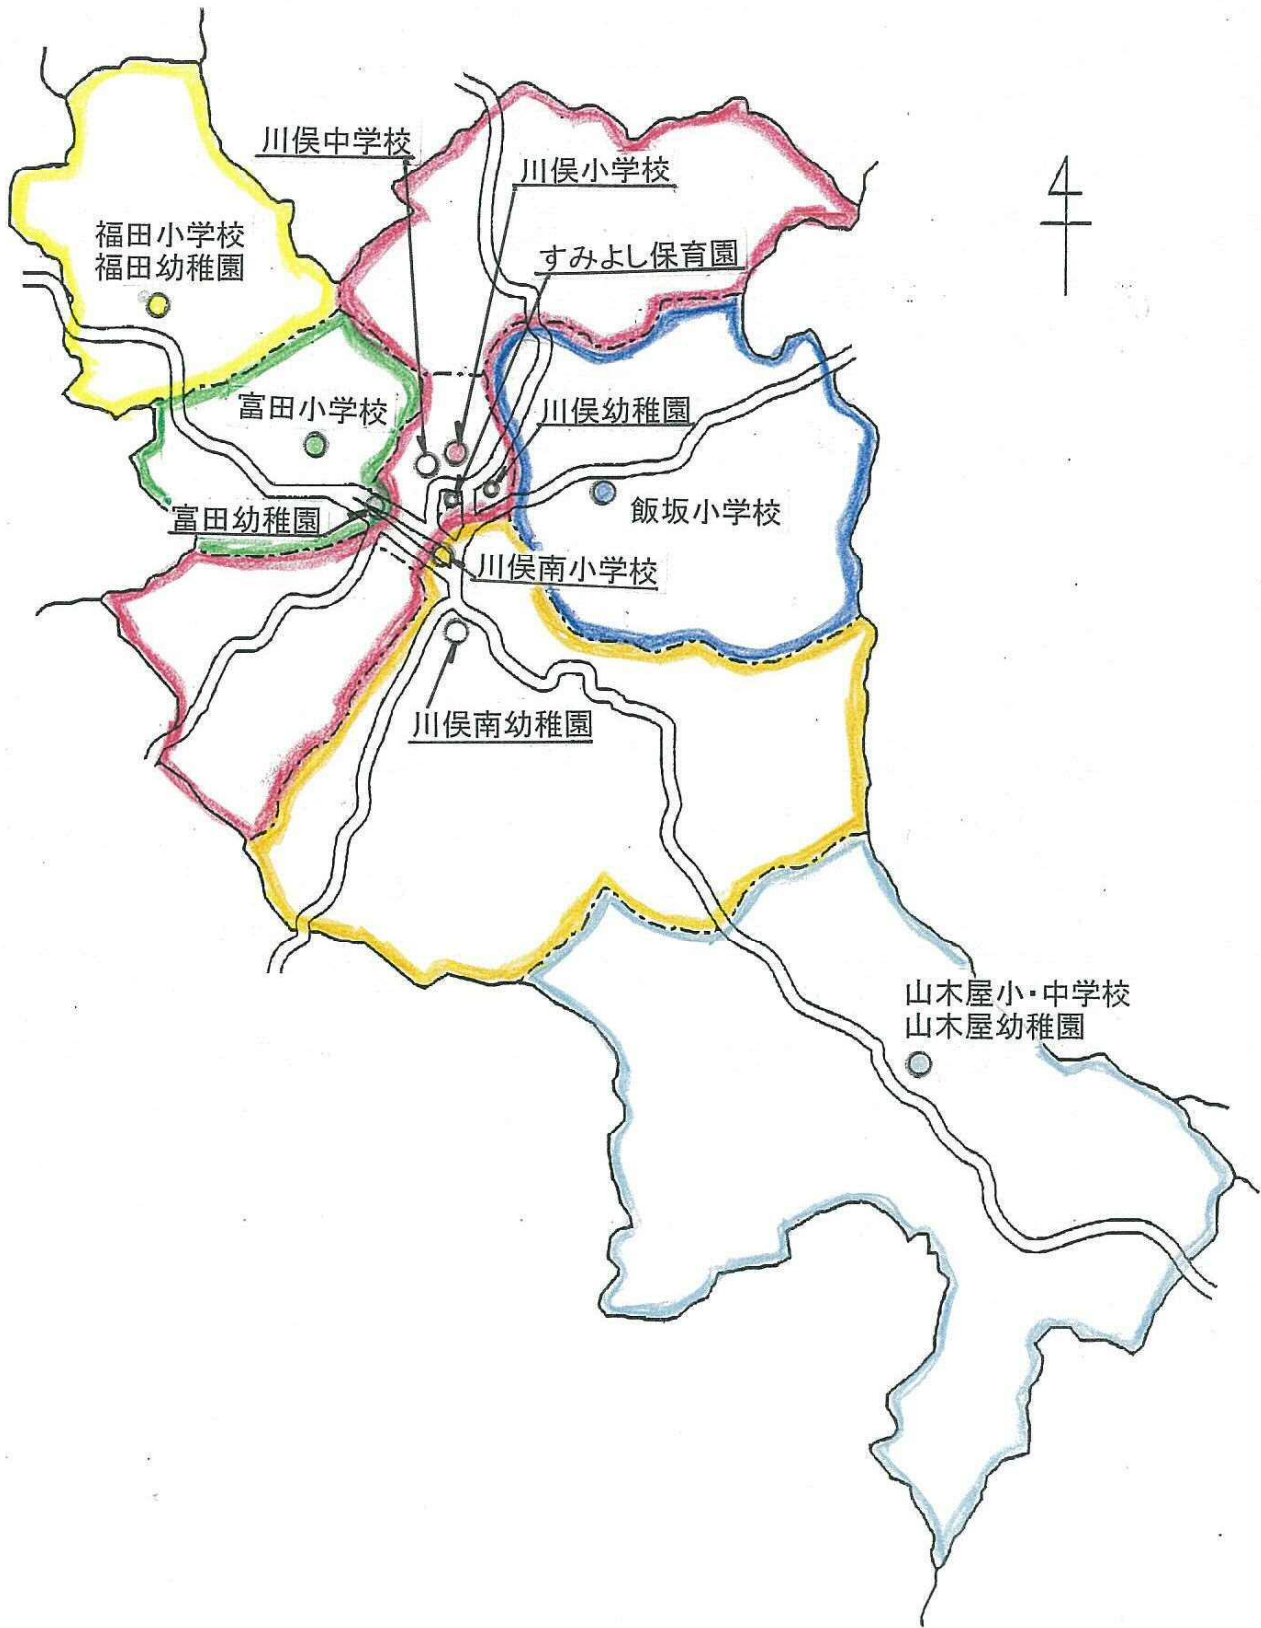 川俣中学校
川俣小学校
すみよし保育園
福田小学校
福田幼稚園
富田小学校
川俣幼稚園
富田幼稚園
飯坂小学校
川俣南小学校
川俣南幼稚園
山木屋小・中学校
山木屋幼稚園